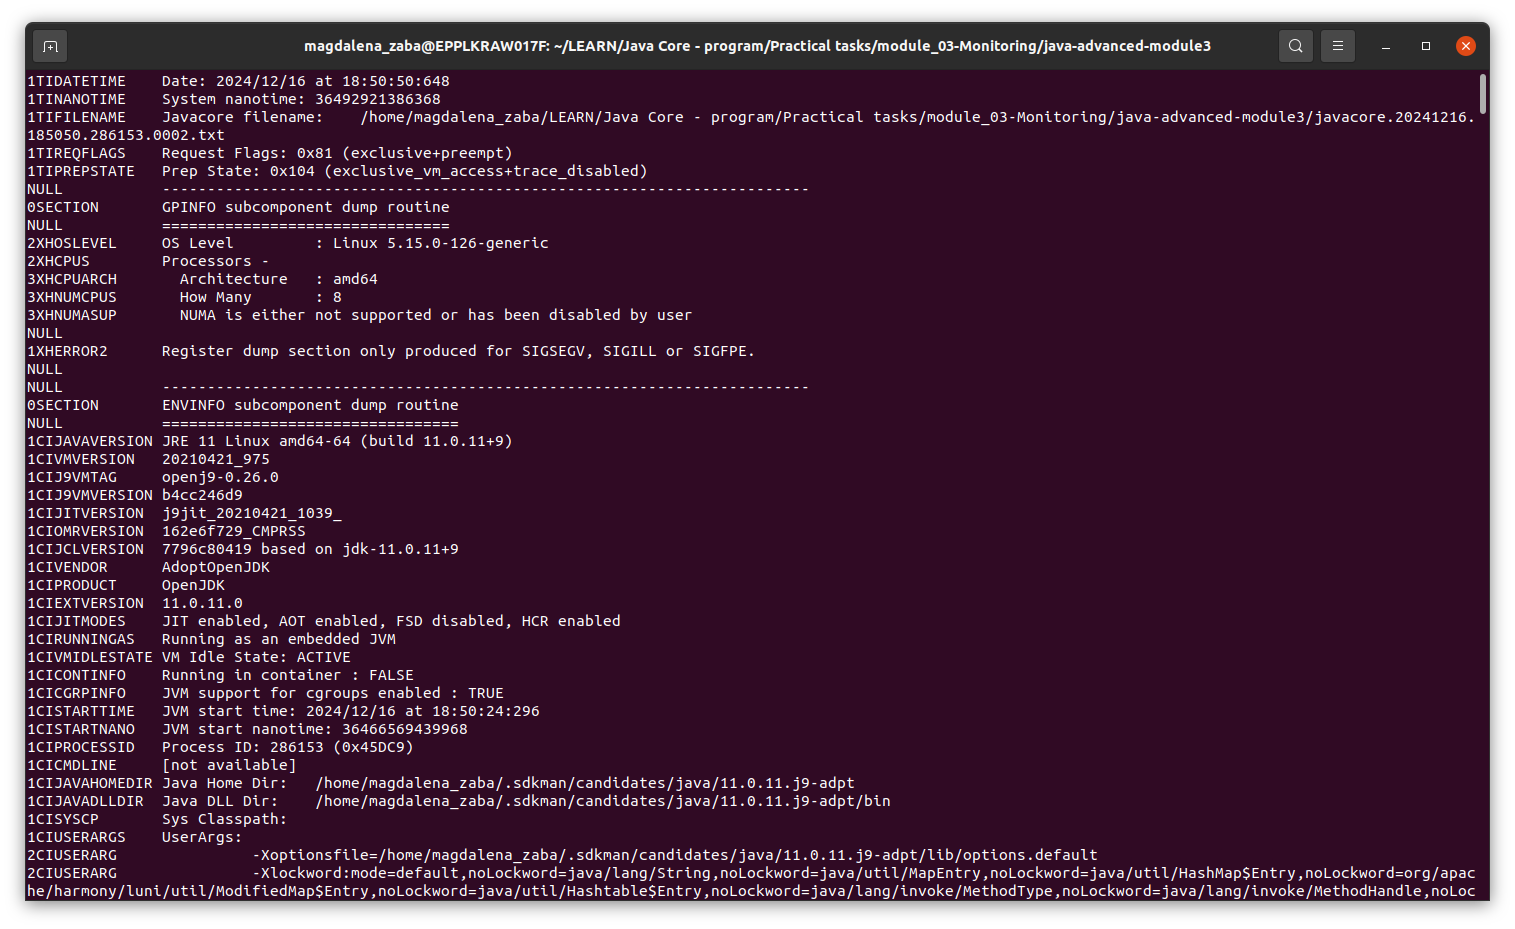 magdalena_zaba@EPPLKRAW017F: ~/LEARN/Java Core - program/Practical tasks/module_03-Monitoring/java-advanced-module3
1TIDATETIME    Date: 2024/12/16 at 18:50:50:648
1TINANOTIME    System nanotime: 36492921386368
1TIFILENAME    Javacore filename:    /home/magdalena_zaba/LEARN/Java Core - program/Practical tasks/module_03-Monitoring/java-advanced-module3/javacore.20241216.
185050.286153.0002.txt
1TIREQFLAGS    Request Flags: 0x81 (exclusive+preempt)
1TIPREPSTATE   Prep State: 0x104 (exclusive_vm_access+trace_disabled)
NULL           ------------------------------------------------------------------------
0SECTION       GPINFO subcomponent dump routine
NULL           ================================
2XHOSLEVEL     OS Level         : Linux 5.15.0-126-generic
2XHCPUS        Processors -
3XHCPUARCH       Architecture   : amd64
3XHNUMCPUS       How Many       : 8
3XHNUMASUP       NUMA is either not supported or has been disabled by user
NULL
1XHERROR2      Register dump section only produced for SIGSEGV, SIGILL or SIGFPE.
NULL
NULL           ------------------------------------------------------------------------
0SECTION       ENVINFO subcomponent dump routine
NULL           =================================
1CIJAVAVERSION JRE 11 Linux amd64-64 (build 11.0.11+9)
1CIVMVERSION   20210421_975
1CIJ9VMTAG     openj9-0.26.0
1CIJ9VMVERSION b4cc246d9
1CIJITVERSION  j9jit_20210421_1039_
1CIOMRVERSION  162e6f729_CMPRSS
1CIJCLVERSION  7796c80419 based on jdk-11.0.11+9
1CIVENDOR      AdoptOpenJDK
1CIPRODUCT     OpenJDK
1CIEXTVERSION  11.0.11.0
1CIJITMODES    JIT enabled, AOT enabled, FSD disabled, HCR enabled
1CIRUNNINGAS   Running as an embedded JVM
1CIVMIDLESTATE VM Idle State: ACTIVE
1CICONTINFO    Running in container : FALSE
1CICGRPINFO    JVM support for cgroups enabled : TRUE
1CISTARTTIME   JVM start time: 2024/12/16 at 18:50:24:296
1CISTARTNANO   JVM start nanotime: 36466569439968
1CIPROCESSID   Process ID: 286153 (0x45DC9)
1CICMDLINE     [not available]
1CIJAVAHOMEDIR Java Home Dir:   /home/magdalena_zaba/.sdkman/candidates/java/11.0.11.j9-adpt
1CIJAVADLLDIR  Java DLL Dir:    /home/magdalena_zaba/.sdkman/candidates/java/11.0.11.j9-adpt/bin
1CISYSCP       Sys Classpath:
1CIUSERARGS    UserArgs:
2CIUSERARG               -Xoptionsfile=/home/magdalena_zaba/.sdkman/candidates/java/11.0.11.j9-adpt/lib/options.default
2CIUSERARG               -Xlockword:mode=default,noLockword=java/lang/String,noLockword=java/util/MapEntry,noLockword=java/util/HashMap$Entry,noLockword=org/apac
he/harmony/luni/util/ModifiedMap$Entry,noLockword=java/util/Hashtable$Entry,noLockword=java/lang/invoke/MethodType,noLockword=java/lang/invoke/MethodHandle,noLoc